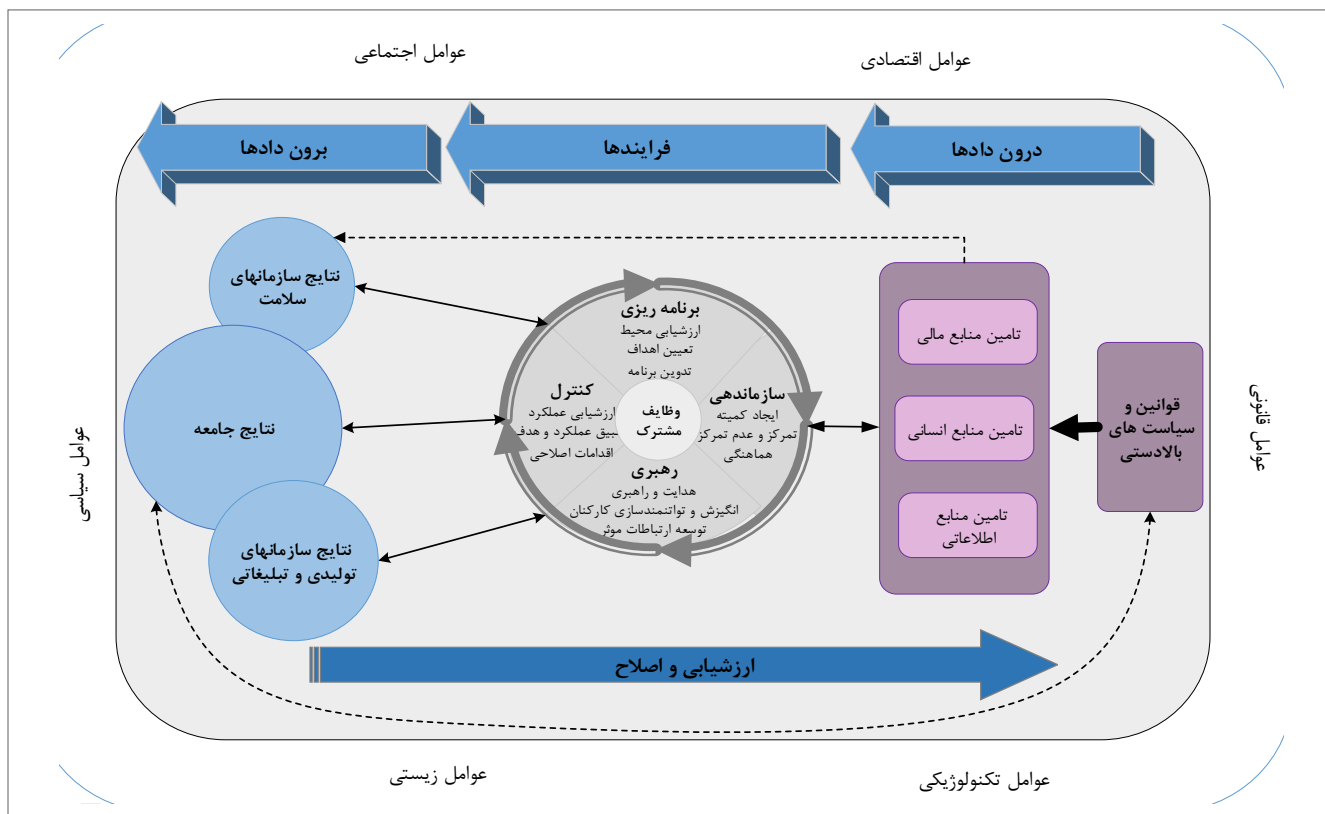 عوامل اقتصادی
عوامل اجتماعی
درون دادها
فرایندها
برون دادها
عوامل قانونی
قوانین و
سیاست های
بالادستی
تامین منابع مالی
تامین منابع انسانی
تامین منابع
اطلاعاتی
برنامه ریزی
ارزشیابی محیط
تعیین اهداف
تدوین برنامه
سازماندهی
ایجاد کمیته
تمرکز و عدم تمرکز
هماهنگی
وظایف
مشترک
کنترل
ارزشیابی عملکرد
بیق عملکرد و هدف
اقدامات اصلاحی
رهبری
هدایت و راهبری
انگیزش و تواتنمندسازی کارکنان
توسعه ارتباطات موثر
نتایج سازمانهای
سلامت
نتایج جامعه
نتایج سازمانهای
تولیدی و تبلیغاتی
عوامل سیاسی
ارزشیابی و اصلاح
عوامل تکنولوژیکی
عوامل زیستی